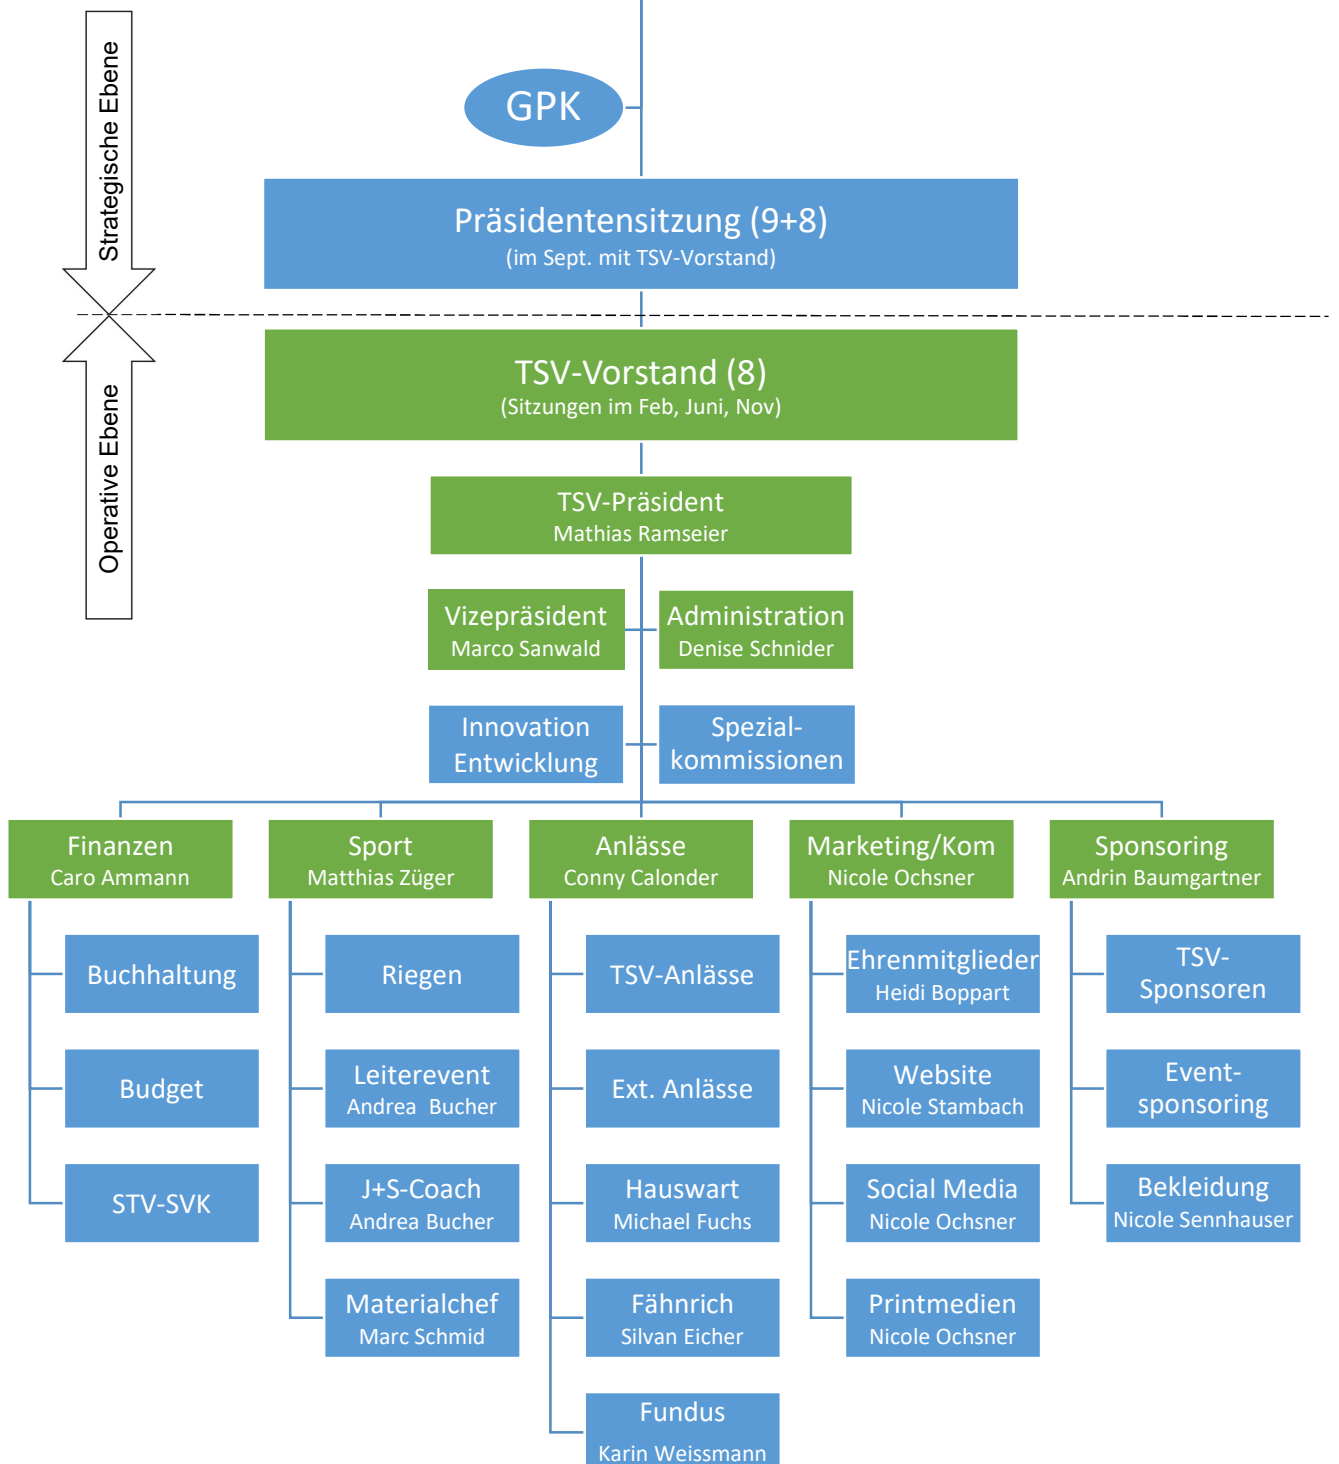 Strategische Ebene
GPK
Präsidentensitzung (9+8)
(im Sept. mit TSV-Vorstand)
Operative Ebene
TSV-Vorstand (8)
(Sitzungen im Feb, Juni, Nov)
TSV-Präsident
Mathias Ramseier
Vizepräsident
Marco Sanwald
Administration
Denise Schnider
Innovation
Entwicklung
Spezial-
kommissionen
Finanzen
Caro Ammann
Buchhaltung
Budget
STV-SVK
Sport
Matthias Züger
Riegen
Leiterevent
Andrea  Bucher
J+S-Coach
Andrea Bucher
Materialchef
Marc Schmid
Anlässe
Conny Calonder
TSV-Anlässe
Ext. Anlässe
Hauswart
Michael Fuchs
Fähnrich
Silvan Eicher
Fundus
Karin Weissmann
Marketing/Kom
Nicole Ochsner
Ehrenmitglieder
Heidi Boppart
Website
Nicole Stambach
Social Media
Nicole Ochsner
Printmedien
Nicole Ochsner
Sponsoring
Andrin Baumgartner
TSV-
Sponsoren
Event-
sponsoring
Bekleidung
Nicole Sennhauser